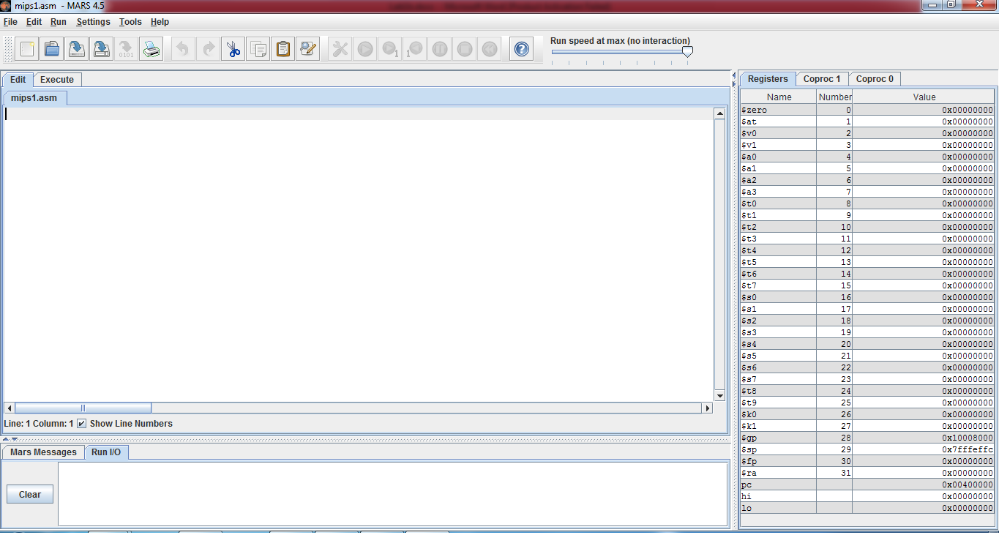 mips1.asm - MARS 4.5
File Edit Run Settings Tools Help
Run speed at max (no interaction)
Edit Execute
mips1.asm
Line: 1 Column: 1 Show Line Numbers
Mars Messages Run I/O
Clear
Registers Coproc 1 Coproc 0
Name Number Value
$zero 0 0x00000000
$at 1 0x00000000
$v0 2 0x00000000
$v1 3 0x00000000
$a0 4 0x00000000
$a1 5 0x00000000
$a2 6 0x00000000
$a3 7 0x00000000
$t0 8 0x00000000
$t1 9 0x00000000
$t2 10 0x00000000
$t3 11 0x00000000
$t4 12 0x00000000
$t5 13 0x00000000
$t6 14 0x00000000
$t7 15 0x00000000
$s0 16 0x00000000
$s1 17 0x00000000
$s2 18 0x00000000
$s3 19 0x00000000
$s4 20 0x00000000
$s5 21 0x00000000
$s6 22 0x00000000
$s7 23 0x00000000
$t8 24 0x00000000
$t9 25 0x00000000
$k0 26 0x00000000
$k1 27 0x00000000
$gp 28 0x10008000
$sp 29 0x7fffeffc
$fp 30 0x00000000
$ra 31 0x00000000
pc 0x00400000
hi 0x00000000
lo 0x00000000